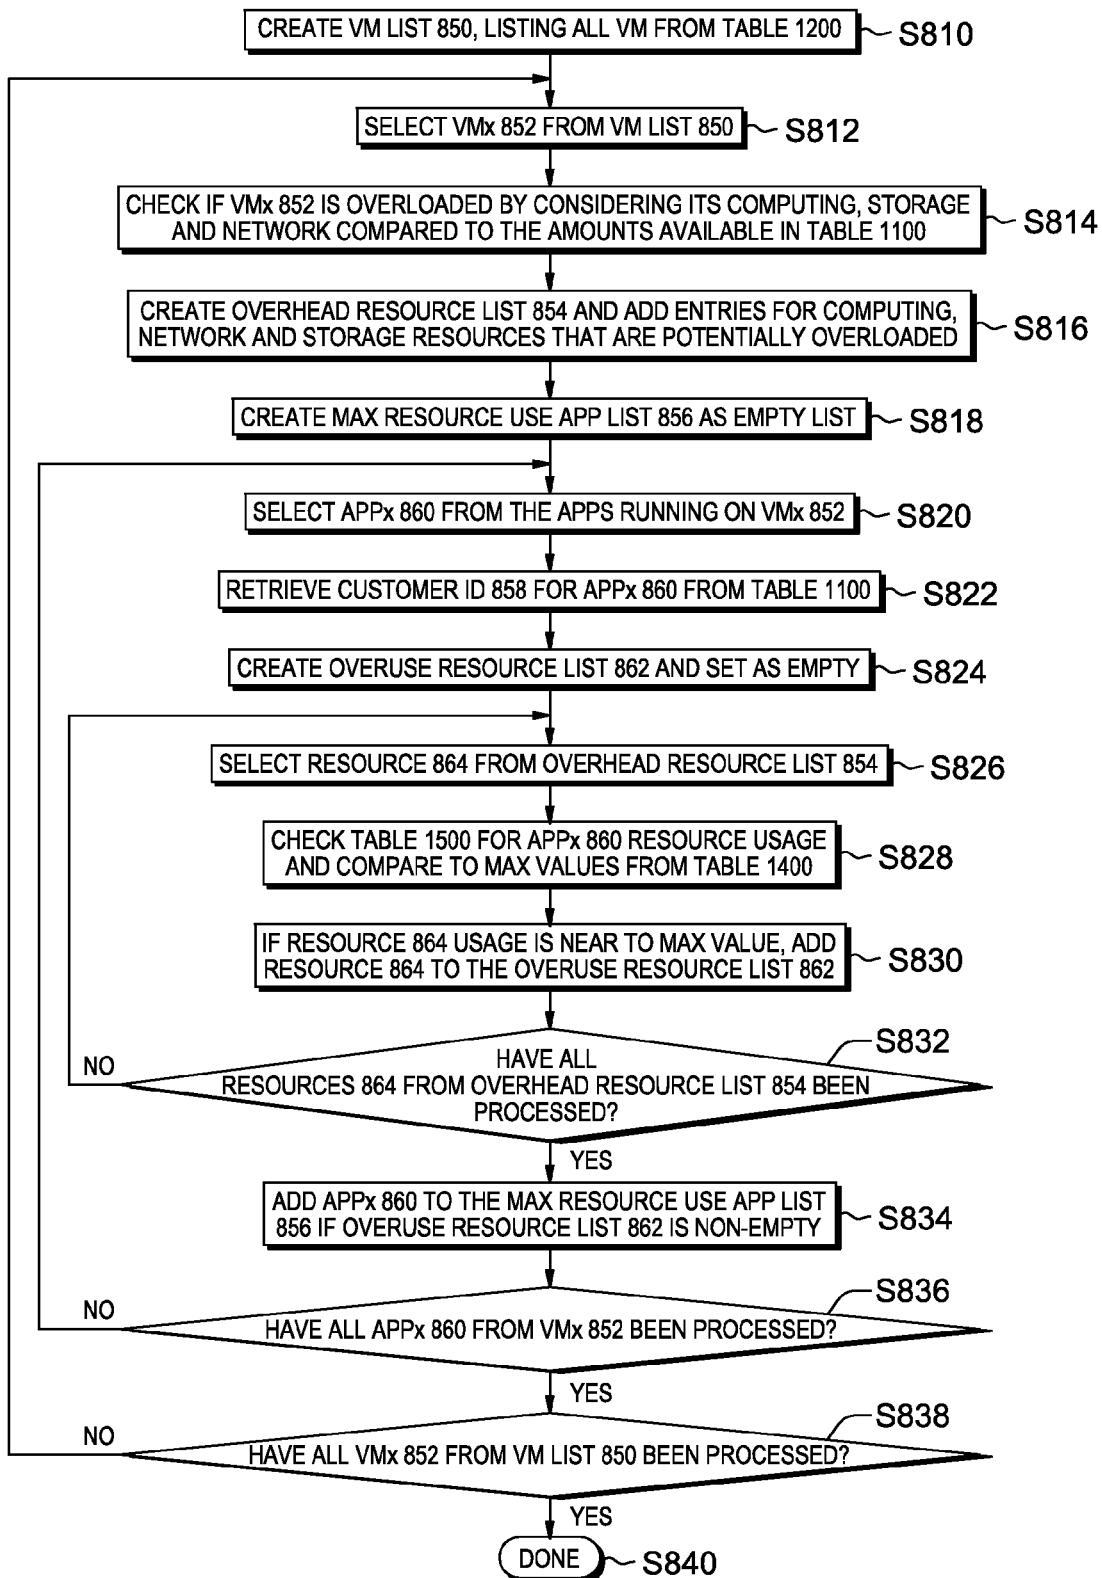 CREATE VM LIST 850, LISTING ALL VM FROM TABLE 1200
S810
SELECT VMx 852 FROM VM LIST 850
S812
CHECK IF VMx 852 IS OVERLOADED BY CONSIDERING ITS COMPUTING, STORAGE
AND NETWORK COMPARED TO THE AMOUNTS AVAILABLE IN TABLE 1100
S814
CREATE OVERHEAD RESOURCE LIST 854 AND ADD ENTRIES FOR COMPUTING,
NETWORK AND STORAGE RESOURCES THAT ARE POTENTIALLY OVERLOADED
S816
CREATE MAX RESOURCE USE APP LIST 856 AS EMPTY LIST
S818
SELECT APPx 860 FROM THE APPS RUNNING ON VMx 852
S820
RETRIEVE CUSTOMER ID 858 FOR APPx 860 FROM TABLE 1100
S822
CREATE OVERUSE RESOURCE LIST 862 AND SET AS EMPTY
S824
SELECT RESOURCE 864 FROM OVERHEAD RESOURCE LIST 854
S826
CHECK TABLE 1500 FOR APPx 860 RESOURCE USAGE
AND COMPARE TO MAX VALUES FROM TABLE 1400
S828
IF RESOURCE 864 USAGE IS NEAR TO MAX VALUE, ADD
RESOURCE 864 TO THE OVERUSE RESOURCE LIST 862
S830
HAVE ALL
RESOURCES 864 FROM OVERHEAD RESOURCE LIST 854 BEEN
PROCESSED?
S832
NO
YES
ADD APPx 860 TO THE MAX RESOURCE USE APP LIST
856 IF OVERUSE RESOURCE LIST 862 IS NON-EMPTY
S834
HAVE ALL APPx 860 FROM VMx 852 BEEN PROCESSED?
S836
NO
YES
HAVE ALL VMx 852 FROM VM LIST 850 BEEN PROCESSED?
S838
NO
YES
DONE
S840